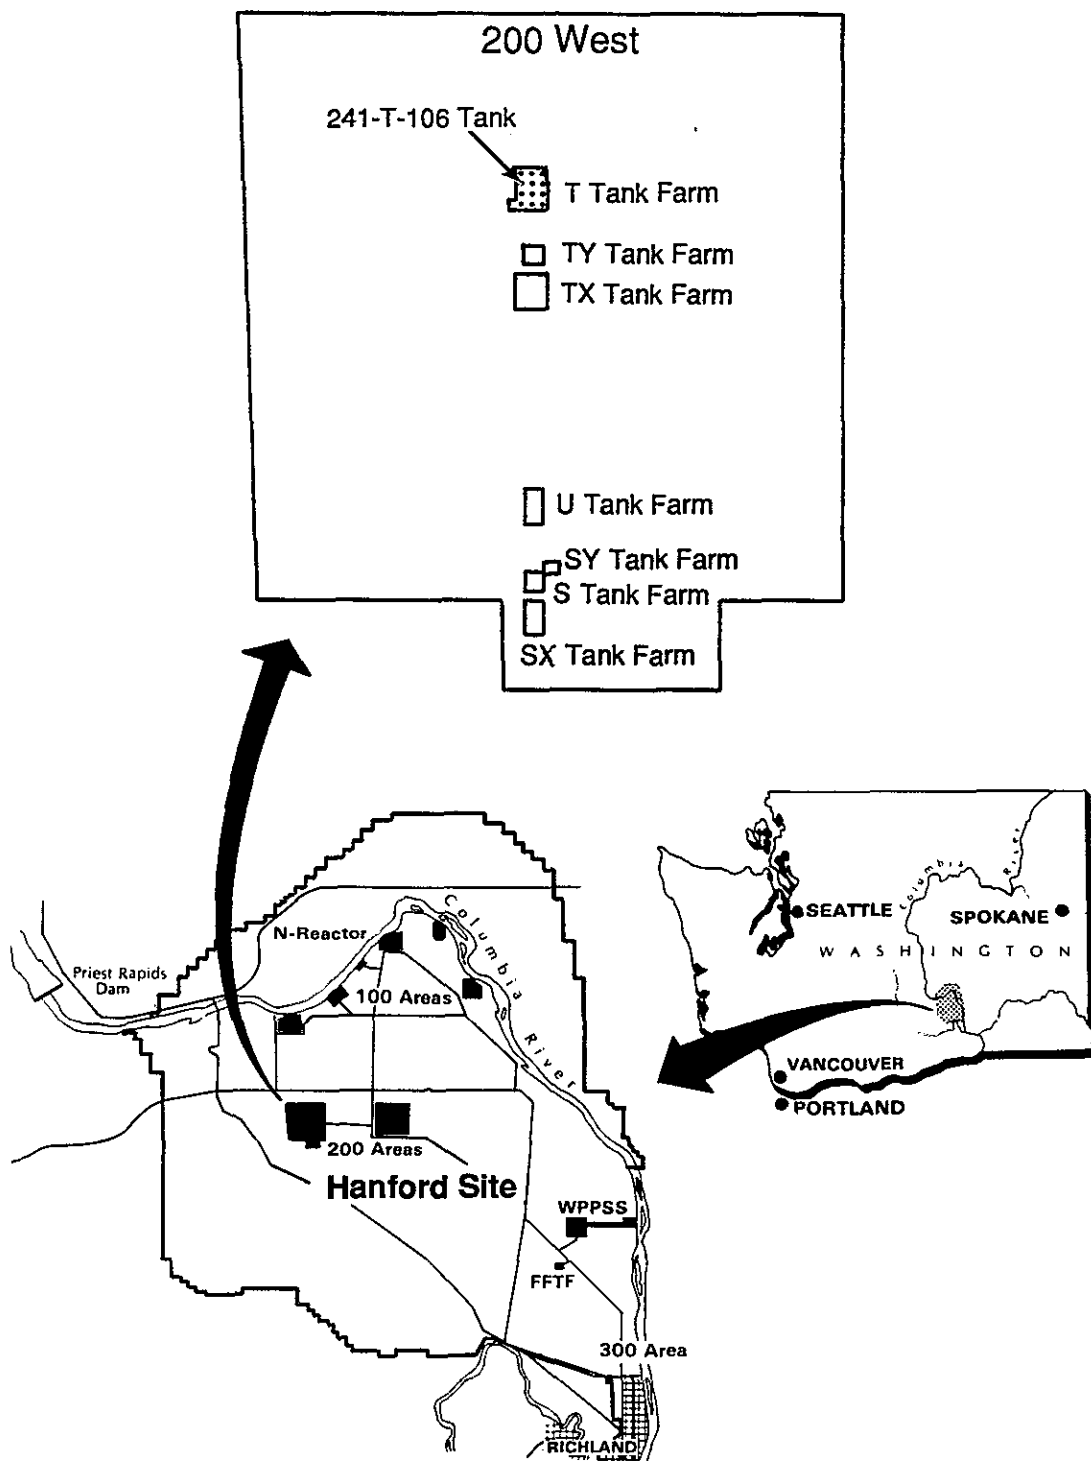 200 West
241-T-106 Tank
T Tank Farm
TY Tank Farm
TX Tank Farm
U Tank Farm
SY Tank Farm
S Tank Farm
SX Tank Farm
Columbia River
SEATTLE
SPOKANE
WASHINGTON
VANCOUVER
PORTLAND
N-Reactor
Columbia River
Priest Rapids
Dam
100 Areas
200 Areas
Hanford Site
WPPSS
FFTF
300 Area
RICHLAND